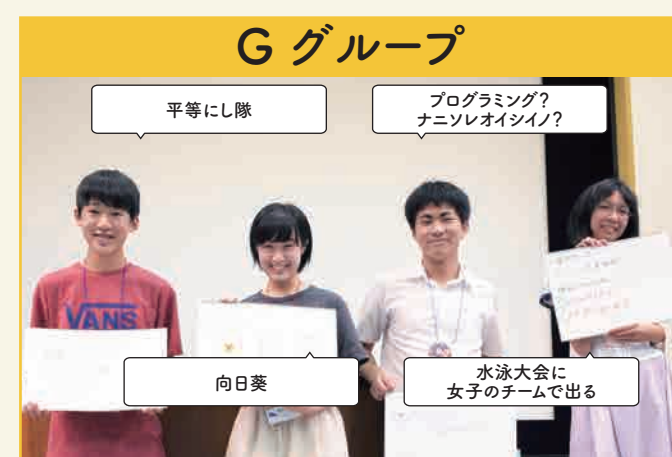 G グループ
平等にし隊
プログラミング?
ナニソレオイシイノ?
VANS
向日葵
水泳大会に
女子のチームで出る